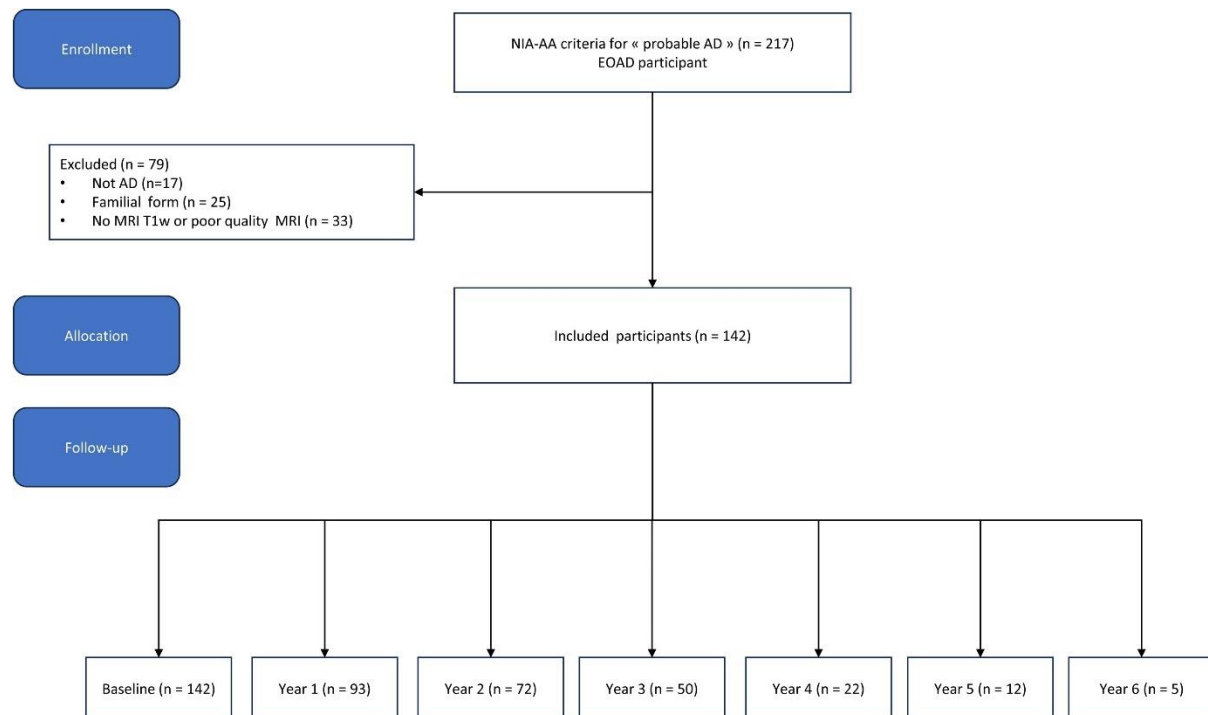 Enrollment
NIA-AA criteria for « probable AD » (n = 217)
EOAD participant
Excluded (n = 79)
• Not AD (n=17)
• Familial form (n = 25)
• No MRI T1w or poor quality MRI (n = 33)
Allocation
Included participants (n = 142)
Follow-up
Baseline (n = 142)
Year 1 (n = 93)
Year 2 (n = 72)
Year 3 (n = 50)
Year 4 (n = 22)
Year 5 (n = 12)
Year 6 (n = 5)